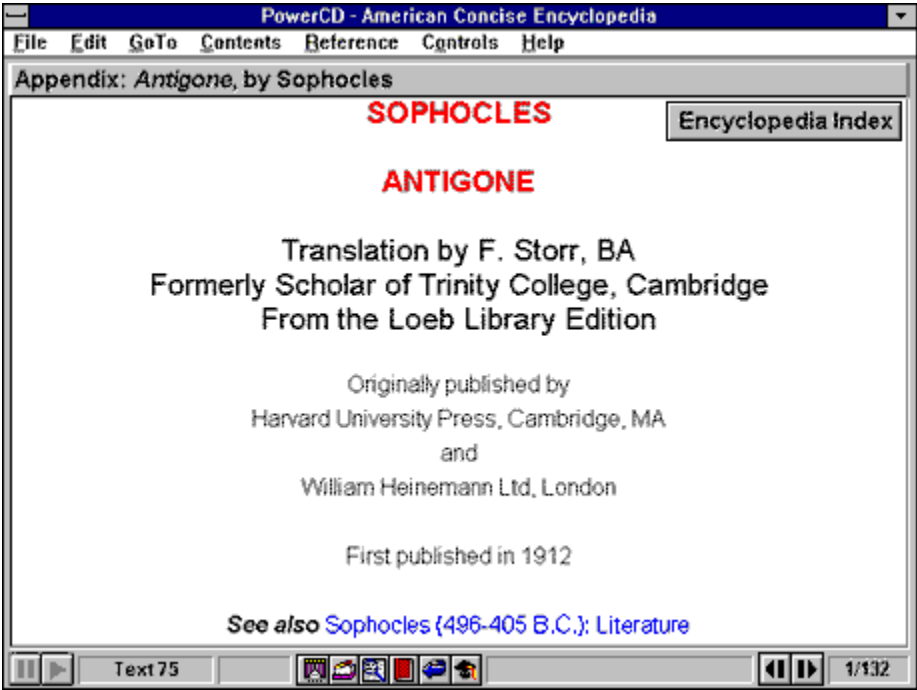 PowerCD - American Concise Encyclopedia
File Edit GoTo Contents Reference Controls Help
Appendix: Antigone, by Sophocles
SOPHOCLES
Encyclopedia Index
ANTIGONE
Translation by F. Storr, BA
Formerly Scholar of Trinity College, Cambridge
From the Loeb Library Edition
Originally published by
Harvard University Press, Cambridge, MA
and
William Heinemann Ltd, London
First published in 1912
See also Sophocles (496-405 B.C.): Literature
Text 75
1/132